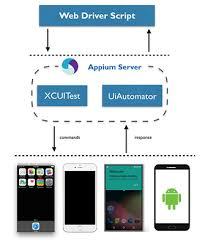 Web Driver Script
Appium Server
XCUITest
UiAutomator
commands
response